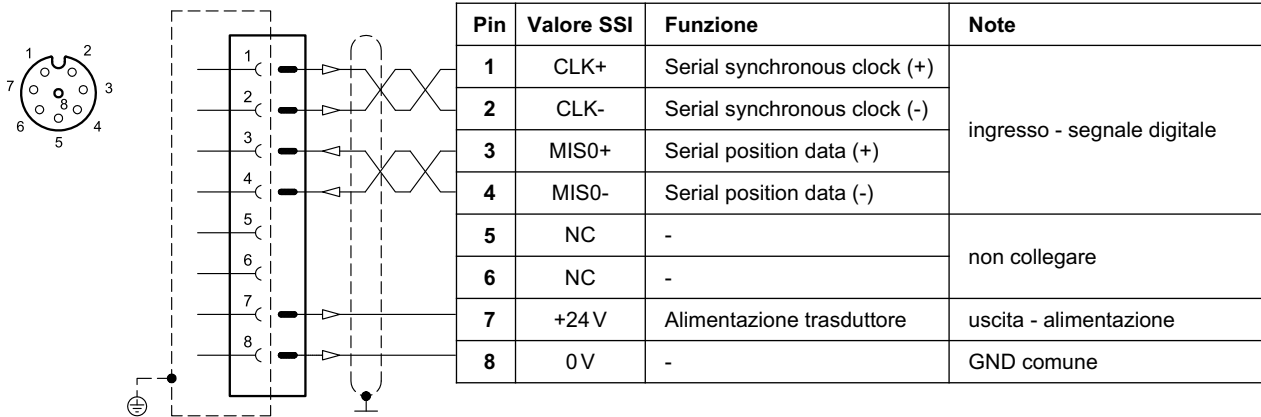 1 2
7 8 3
6 4
5
1
2
3
4
5
6
7
8
Pin Valore SSI Funzione Note
1 CLK+ Serial synchronous clock (+)
2 CLK- Serial synchronous clock (-)
ingresso - segnale digitale
3 MIS0+ Serial position data (+)
4 MIS0- Serial position data (-)
5 NC -
non collegare
6 NC -
7 +24V Alimentazione trasduttore uscita - alimentazione
8 0V - GND comune